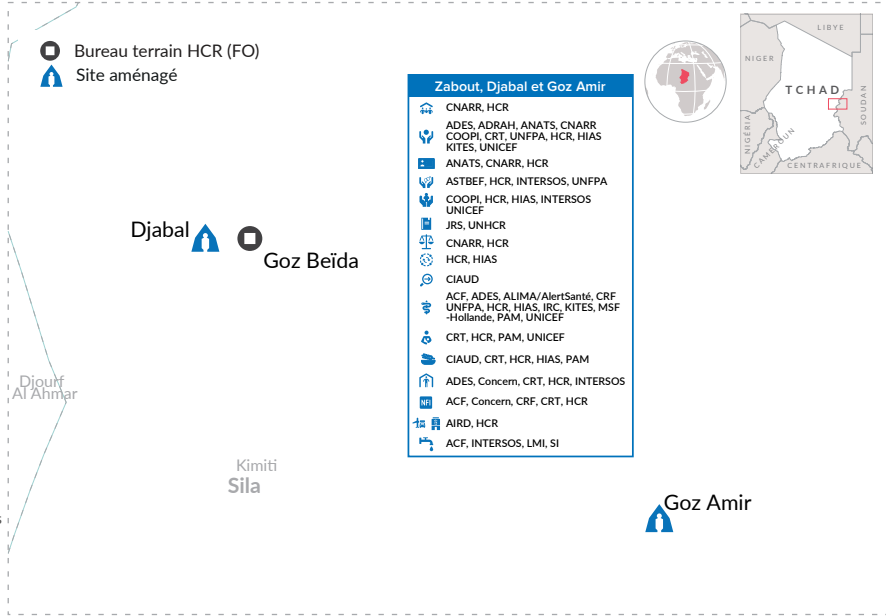 Bureau terrain HCR (FO)
Site aménagé
LIBYE
NIGER
TCHAD
SOUDAN
NIGÉRIA
CAMEROUN
CENTRAFRIQUE
Zabout, Djabal et Goz Amir
CNARR, HCR
ADES, ADRAH, ANATS, CNARR
COOPI, CRT, UNFPA, HCR, HIAS
KITES, UNICEF
ANATS, CNARR, HCR
ASTBEF, HCR, INTERSOS, UNFPA
COOPI, HCR, HIAS, INTERSOS
UNICEF
JRS, UNHCR
CNARR, HCR
HCR, HIAS
CIAUD
ACF, ADES, ALIMA/AlertSanté, CRF
UNFPA, HCR, HIAS, IRC, KITES, MSF
-Hollande, PAM, UNICEF
CRT, HCR, PAM, UNICEF
CIAUD, CRT, HCR, HIAS, PAM
ADES, Concern, CRT, HCR, INTERSOS
NFI
ACF, Concern, CRF, CRT, HCR
AIRD, HCR
ACF, INTERSOS, LMI, SI
Djabal
Goz Beïda
Djourf
Al Ahmar
Kimiti
Sila
Goz Amir
s